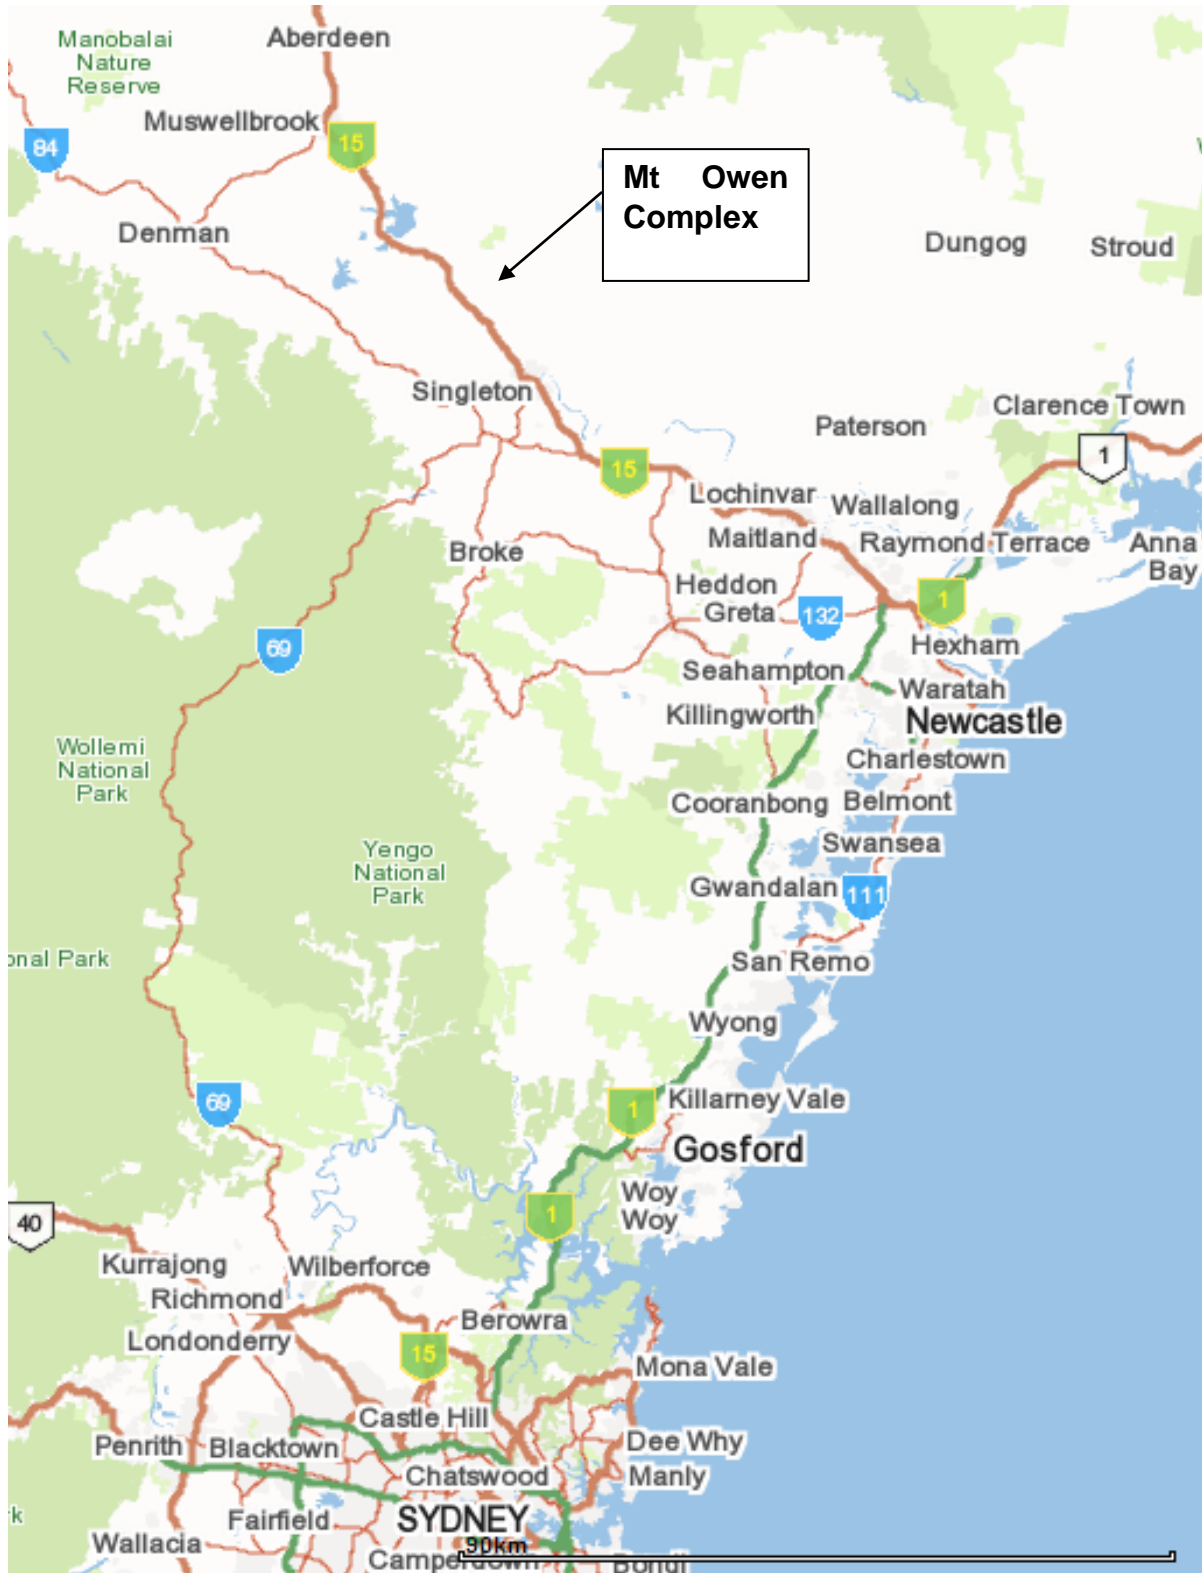 Manobalai
Nature
Reserve
Aberdeen
Muswellbrook
15
84
Mt Owen
Complex
Denman
Dungog
Stroud
Singleton
Clarence Town
Paterson
1
15
Lochinvar
Wallalong
Maitland
Raymond Terrace
Anna
Bay
Broke
Heddon
Greta
132
1
69
Hexham
Seahampton
Waratah
Killingworth
Newcastle
Wollemi
National
Park
Charlestown
Cooranbong
Belmont
Swansea
Yengo
National
Park
Gwandalan
111
onal Park
San Remo
Wyong
69
1
Killarney Vale
Gosford
Woy
Woy
1
40
Kurrajong
Wilberforce
Richmond
Berowra
Londonderry
15
Mona Vale
Castle Hill
Penrith
Blacktown
Dee Why
Chatswood
Manly
rk
Fairfield
SYDNEY
Wallacia
90km
Camperdown
Bondi